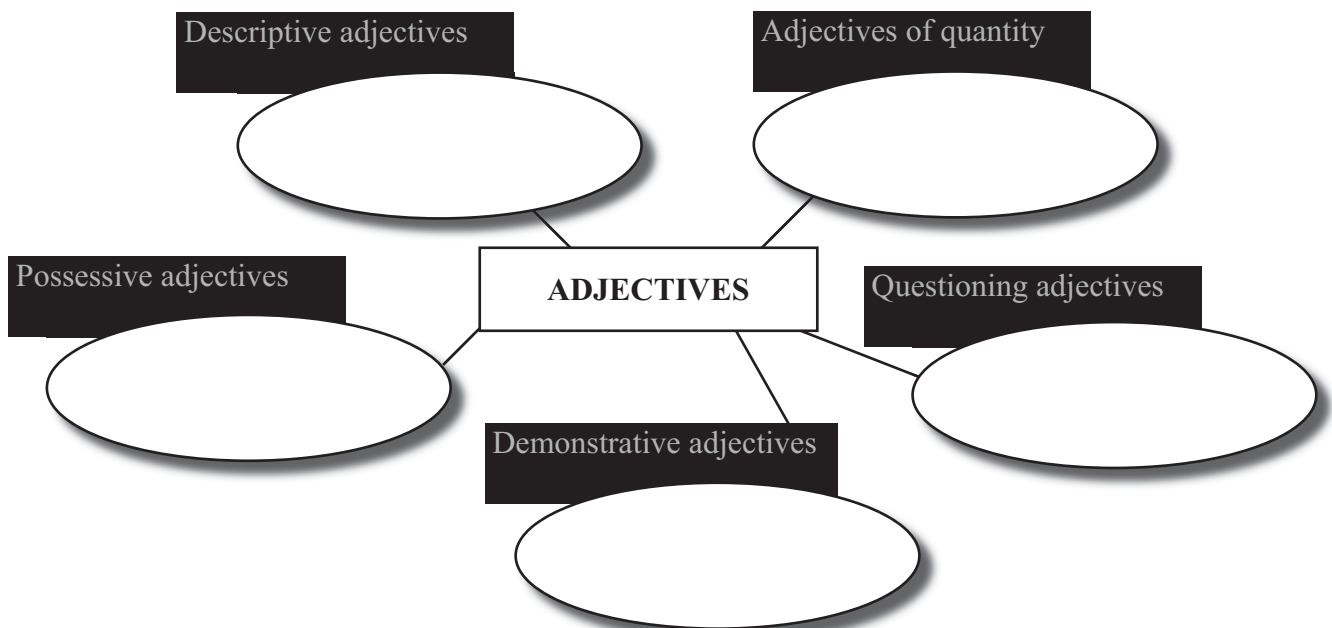 Descriptive adjectives
Adjectives of quantity
Possessive adjectives
ADJECTIVES
Questioning adjectives
Demonstrative adjectives